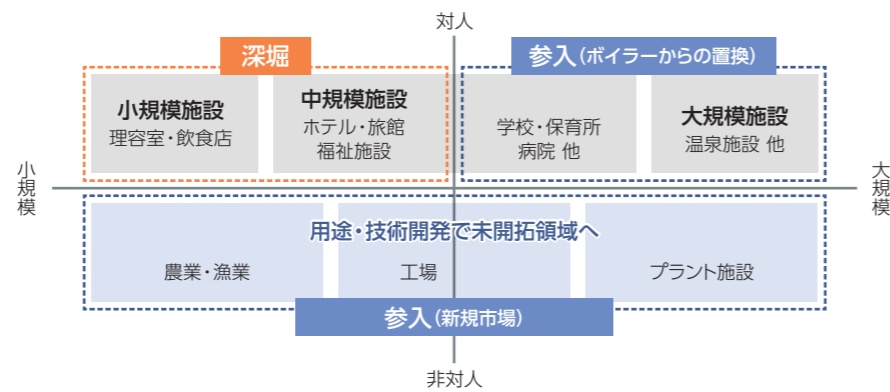 対人
深堀
参入(ボイラーからの置換)
小規模施設
理容室・飲食店
中規模施設
ホテル・旅館
福祉施設
学校・保育所
病院 他
大規模施設
温泉施設 他
小規模
大規模
用途・技術開発で未開拓領域へ
農業・漁業
工場
プラント施設
参入(新規市場)
非対人